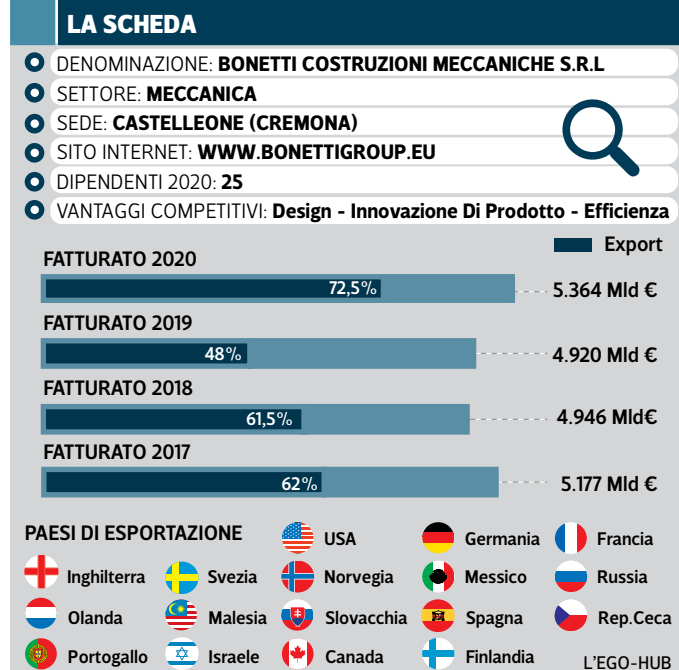 LA SCHEDA
DENOMINAZIONE: BONETTI COSTRUZIONI MECCANICHE S.R.L
SETTORE: MECCANICA
SEDE: CASTELLEONE (CREMONA)
SITO INTERNET: WWW.BONETTIGROUP.EU
DIPENDENTI 2020: 25
VANTAGGI COMPETITIVI: Design - Innovazione Di Prodotto - Efficienza
Export
FATTURATO 2020
72,5% 5.364 Mld €
FATTURATO 2019
48% 4.920 Mld €
FATTURATO 2018
61,5% 4.946 Mld€
FATTURATO 2017
62% 5.177 Mld €
PAESI DI ESPORTAZIONE USA Germania Francia
Inghilterra Svezia Norvegia Messico Russia
Olanda Malesia Slovacchia Spagna Rep.Ceca
Portogallo Israele Canada Finlandia L'EGO-HUB